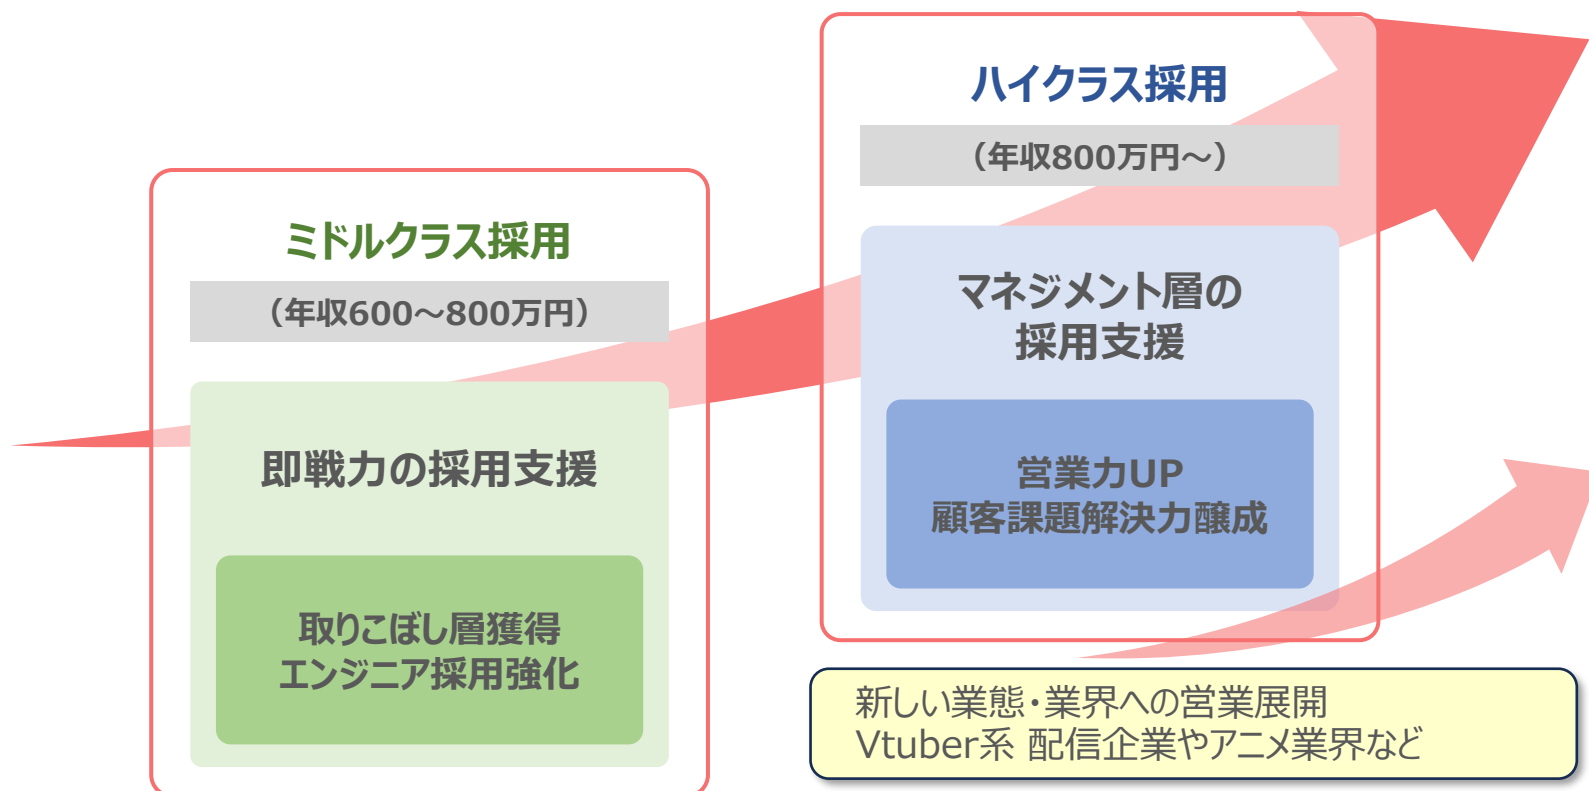 ミドルクラス採用
（年収600～800万円）
即戦力の採用支援
取りこぼし層獲得
エンジニア採用強化
ハイクラス採用
（年収800万円～）
マネジメント層の
採用支援
営業力UP
顧客課題解決力醸成
新しい業態・業界への営業展開
Vtuber系 配信企業やアニメ業界など